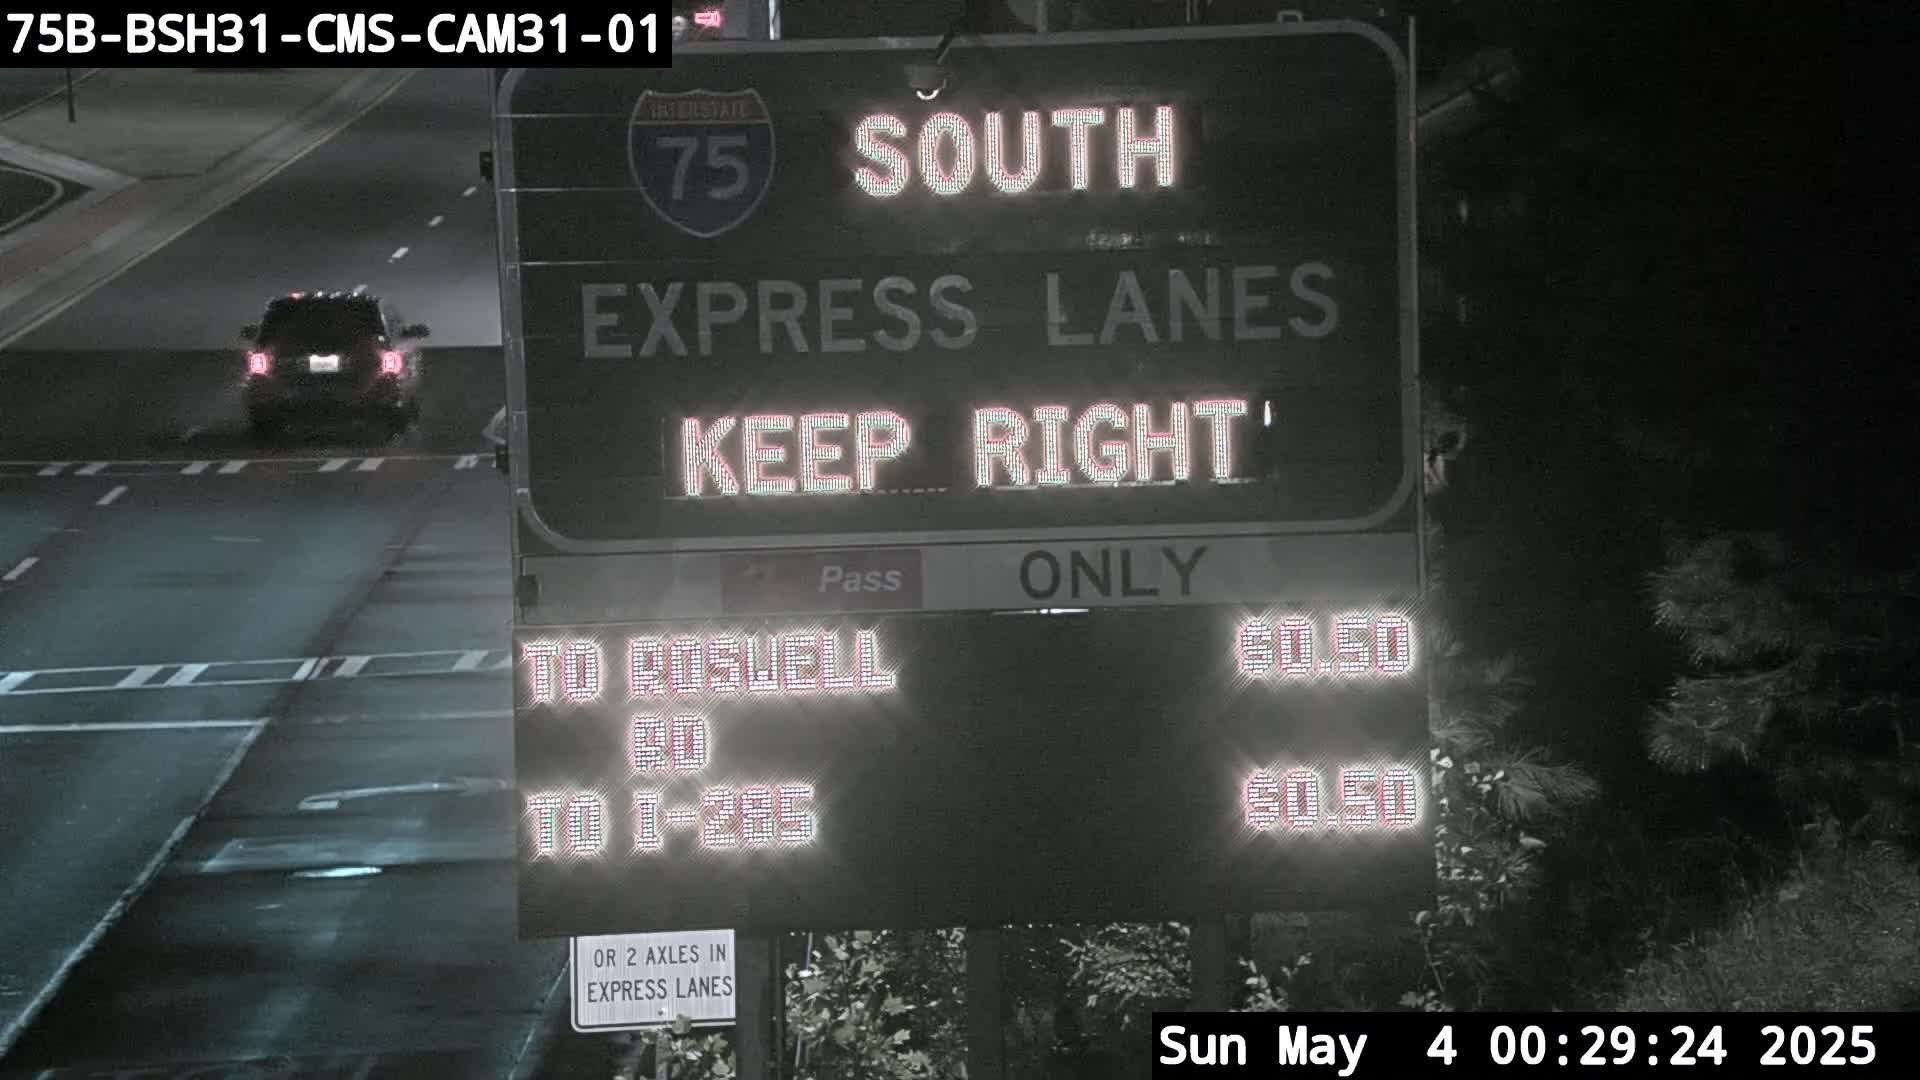 75B-BSH31-CMS-CAM31-01
INTERSTATE
75
SOUTH
EXPRESS LANES
KEEP RIGHT
Pass ONLY
TO ROSWELL $0.50
RD
TO I-285 $0.50
OR 2 AXLES IN
EXPRESS LANES
Sun May 4 00:29:24 2025